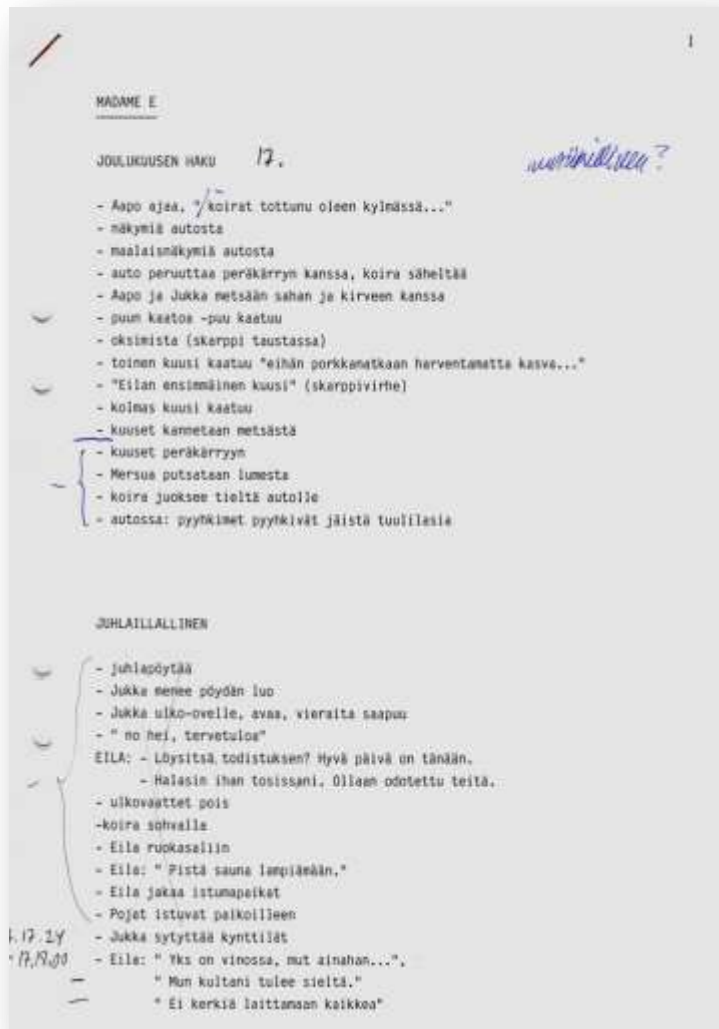 1
MADAME E
JOULUKUUSEN HAKU 17.
- Aapo ajaa, "koirat tottunu oleen kylmässä..."
- näkymiä autosta
- maalaisnäkymiä autosta
- auto peruuttaa peräkärryn kanssa, koira säheltää
- Aapo ja Jukka metsään sahan ja kirveen kanssa
- puun kaatoa -puu kaatuu
- oksimista (skarppi taustassa)
- toinen kuusi kaatuu "eihän porkkanatkaan harventamatta kasva..."
- "Eilan ensimmäinen kuusi" (skarppivirhe)
- kolmas kuusi kaatuu
- kuuset kannetaan metsästä
- kuuset peräkärryyn
- Mersua putsataan lumesta
- koira juoksee tieltä autolle
- autossa: pyyhkimet pyyhkivät jäistä tuulilasia
JUHLAILLALLINEN
- juhlapöytää
- Jukka menee pöydän luo
- Jukka ulko-ovelle, avaa, vieraita saapuu
- " no hei, tervetuloa"
EILA: - Löysitsä todistuksen? Hyvä päivä on tänään.
- Halasin ihan tosissani. Ollaan odotettu teitä.
- ulkovaattet pois
-koira sohvalla
- Eila ruokasaliin
- Eila: " Pistä sauna lämpiämään."
- Eila jakaa istumapaikat
- Pojat istuvat paikoilleen
17.24 - Jukka sytyttää kynttilät
- Eila: " Yks on vinossa, mut ainahan...",
" Mun kultani tulee sieltä."
" Ei kerkiä laittamaan kaikkea"